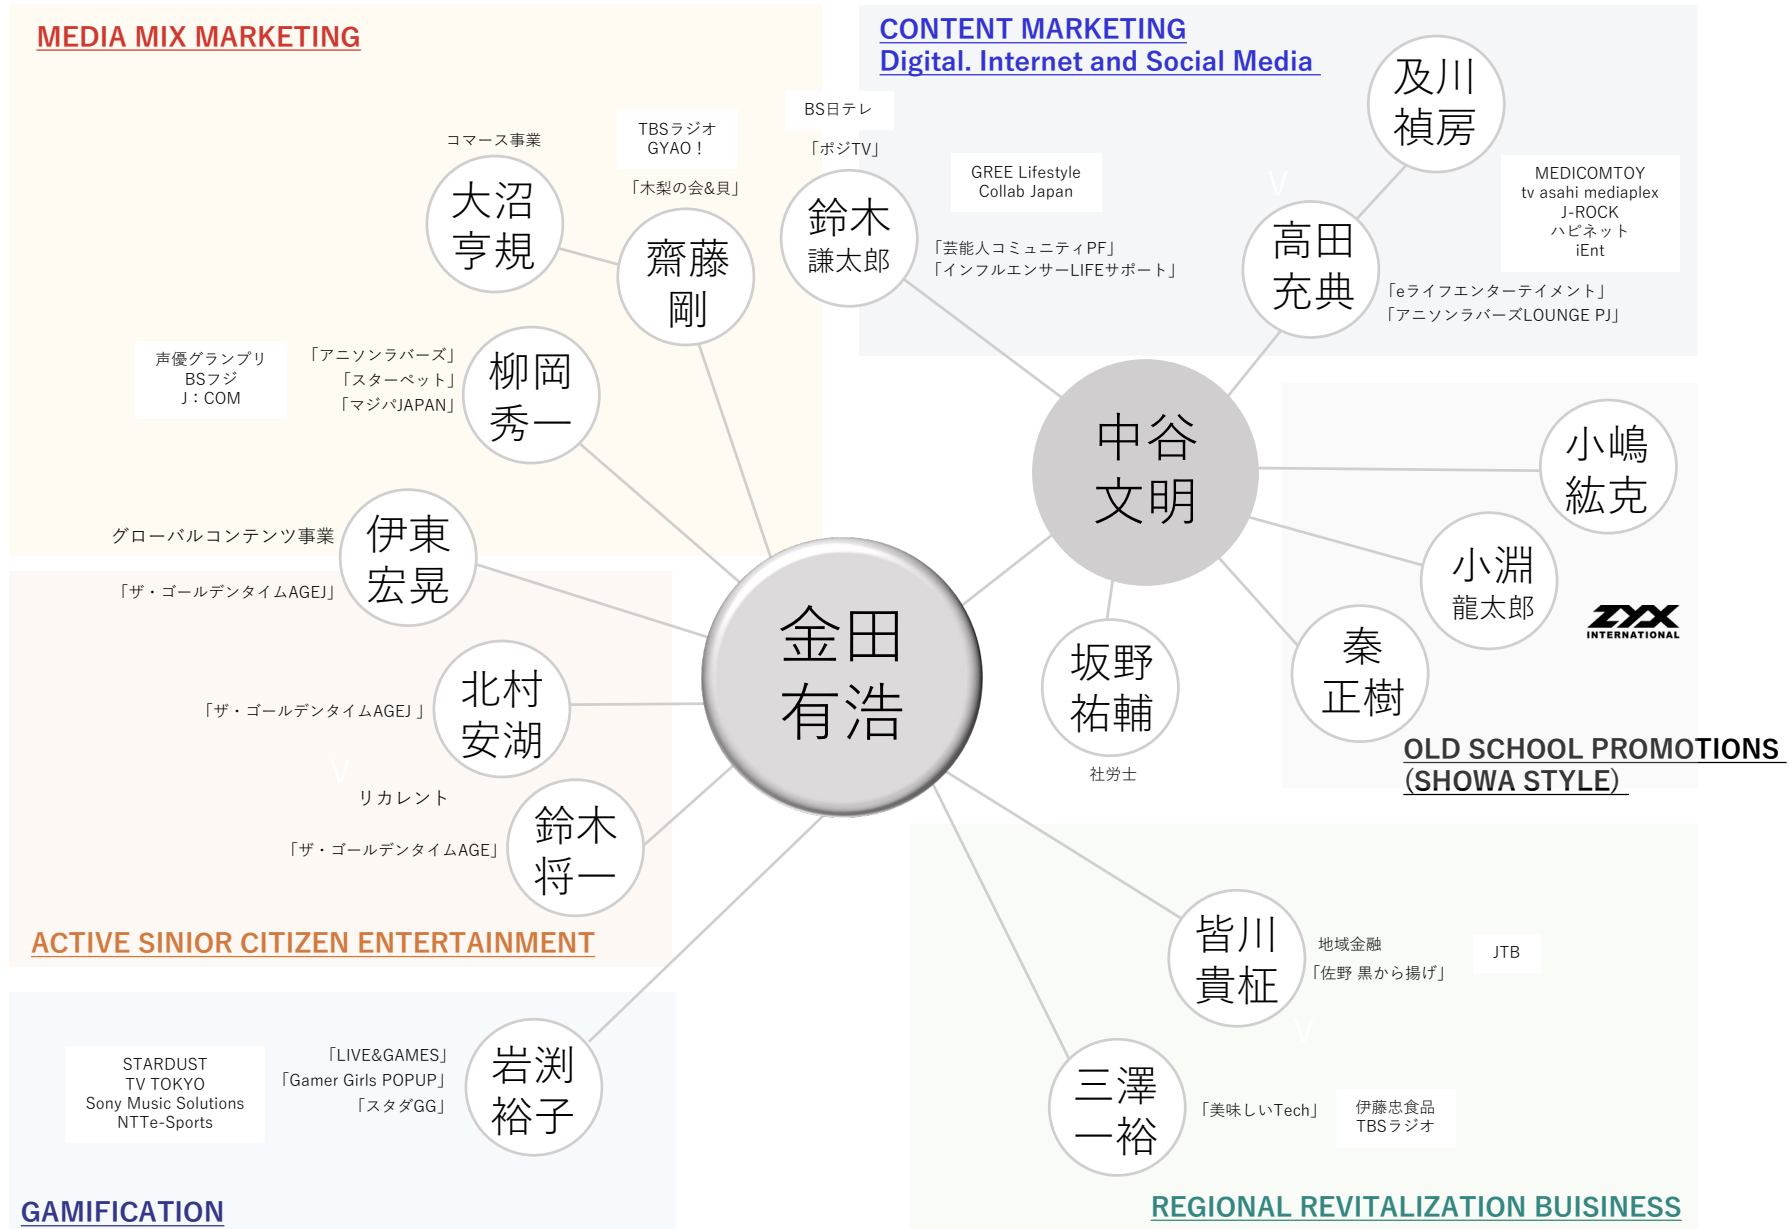 MEDIA MIX MARKETING
コマース事業
大沼
亨規
TBSラジオ
GYAO！
「木梨の会&貝」
齋藤
剛
声優グランプリ
BSフジ
J：COM
「アニソンラバーズ」
「スターペット」
「マジパJAPAN」
柳岡
秀一
グローバルコンテンツ事業
「ザ・ゴールデンタイムAGEJ」
伊東
宏晃
CONTENT MARKETING
Digital. Internet and Social Media
BS日テレ
「ポジTV」
鈴木
謙太郎
GREE Lifestyle
Collab Japan
「芸能人コミュニティPF」
「インフルエンサーLIFEサポート」
V
及川
禎房
高田
充典
MEDICOMTOY
tv asahi mediaplex
J-ROCK
ハピネット
iEnt
「eライフエンターテイメント」
「アニソンラバーズLOUNGE PJ」
中谷
文明
小嶋
紘克
小淵
龍太郎
ZYX
INTERNATIONAL
秦
正樹
OLD SCHOOL PROMOTIONS
(SHOWA STYLE)
坂野
祐輔
社労士
金田
有浩
「ザ・ゴールデンタイムAGEJ 」
北村
安湖
V
リカレント
「ザ・ゴールデンタイムAGE」
鈴木
将一
ACTIVE SINIOR CITIZEN ENTERTAINMENT
STARDUST
TV TOKYO
Sony Music Solutions
NTTe-Sports
「LIVE&GAMES」
「Gamer Girls POPUP」
「スタダGG」
岩渕
裕子
GAMIFICATION
皆川
貴柾
地域金融
「佐野 黒から揚げ」
JTB
V
三澤
一裕
「美味しいTech」
伊藤忠食品
TBSラジオ
REGIONAL REVITALIZATION BUISINESS